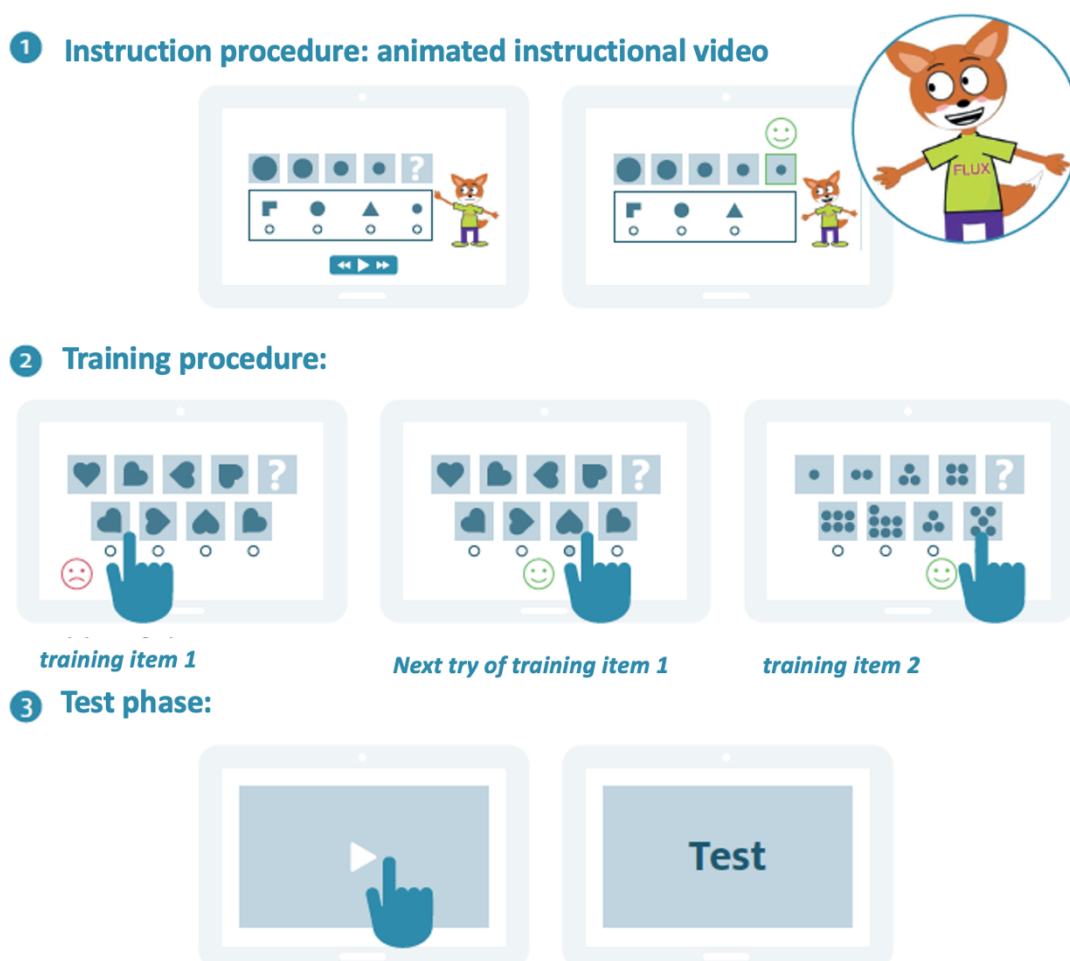 1 Instruction procedure: animated instructional video
FLUX
?
2 Training procedure:
? ? ?
training item 1 Next try of training item 1 training item 2
3 Test phase:
Test